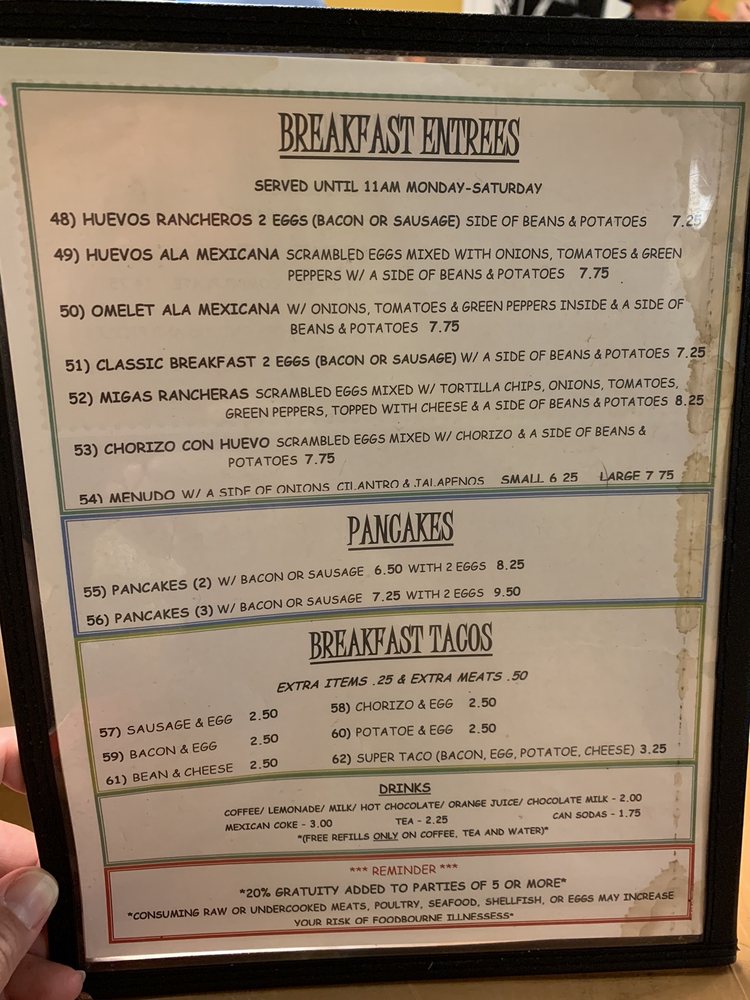 BREAKFAST ENTREES
SERVED UNTIL 11AM MONDAY-SATURDAY
48) HUEVOS RANCHEROS 2 EGGS (BACON OR SAUSAGE) SIDE OF BEANS & POTATOES 7.25
49) HUEVOS ALA MEXICANA SCRAMBLED EGGS MIXED WITH ONIONS, TOMATOES & GREEN
PEPPERS W/ A SIDE OF BEANS & POTATOES 7.75
50) OMELET ALA MEXICANA W/ ONIONS, TOMATOES & GREEN PEPPERS INSIDE & A SIDE OF
BEANS & POTATOES 7.75
51) CLASSIC BREAKFAST 2 EGGS (BACON OR SAUSAGE) W/ A SIDE OF BEANS & POTATOES 7.25
52) MIGAS RANCHERAS SCRAMBLED EGGS MIXED W/ TORTILLA CHIPS, ONIONS, TOMATOES,
GREEN PEPPERS, TOPPED WITH CHEESE & A SIDE OF BEANS & POTATOES 8.25
53) CHORIZO CON HUEVO SCRAMBLED EGGS MIXED W/ CHORIZO & A SIDE OF BEANS &
POTATOES 7.75
54) MENUDO W/ A SIDE OF ONIONS, CILANTRO & JALAPENOS SMALL 6.25 LARGE 7.75
PANCAKES
55) PANCAKES (2) W/ BACON OR SAUSAGE 6.50 WITH 2 EGGS 8.25
56) PANCAKES (3) W/ BACON OR SAUSAGE 7.25 WITH 2 EGGS 9.50
BREAKFAST TACOS
EXTRA ITEMS .25 & EXTRA MEATS .50
57) SAUSAGE & EGG 2.50 58) CHORIZO & EGG 2.50
59) BACON & EGG 2.50 60) POTATOE & EGG 2.50
61) BEAN & CHEESE 2.50 62) SUPER TACO (BACON, EGG, POTATOE, CHEESE) 3.25
DRINKS
COFFEE/ LEMONADE/ MILK/ HOT CHOCOLATE/ ORANGE JUICE/ CHOCOLATE MILK - 2.00
MEXICAN COKE - 3.00 TEA - 2.25 CAN SODAS - 1.75
*(FREE REFILLS ONLY ON COFFEE, TEA AND WATER)*
*** REMINDER ***
*20% GRATUITY ADDED TO PARTIES OF 5 OR MORE*
*CONSUMING RAW OR UNDERCOOKED MEATS, POULTRY, SEAFOOD, SHELLFISH, OR EGGS MAY INCREASE
YOUR RISK OF FOODBOURNE ILLNESSESS*